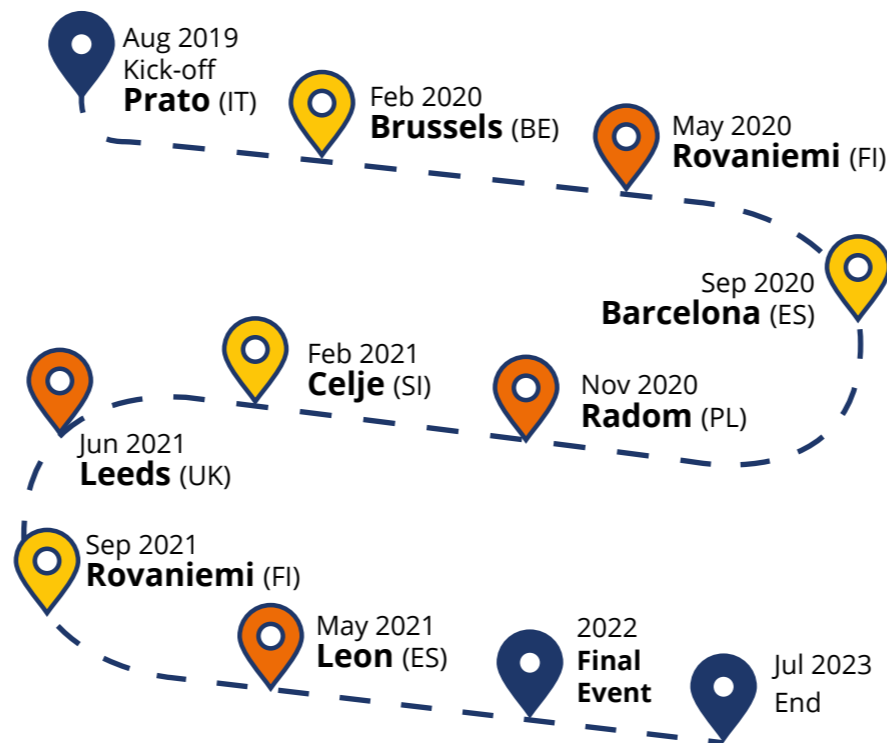 Aug 2019
Kick-off
Prato (IT)
Feb 2020
Brussels (BE)
May 2020
Rovaniemi (FI)
Sep 2020
Barcelona (ES)
Nov 2020
Radom (PL)
Feb 2021
Celje (SI)
Jun 2021
Leeds (UK)
Sep 2021
Rovaniemi (FI)
May 2021
Leon (ES)
2022
Final
Event
Jul 2023
End